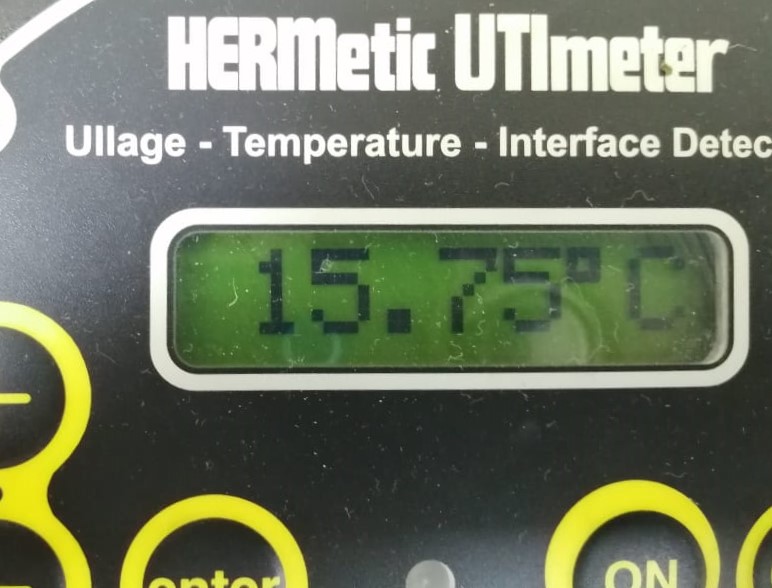 HERMetic UTImeter
Ullage - Temperature - Interface Detec
15.75°C
enter
ON